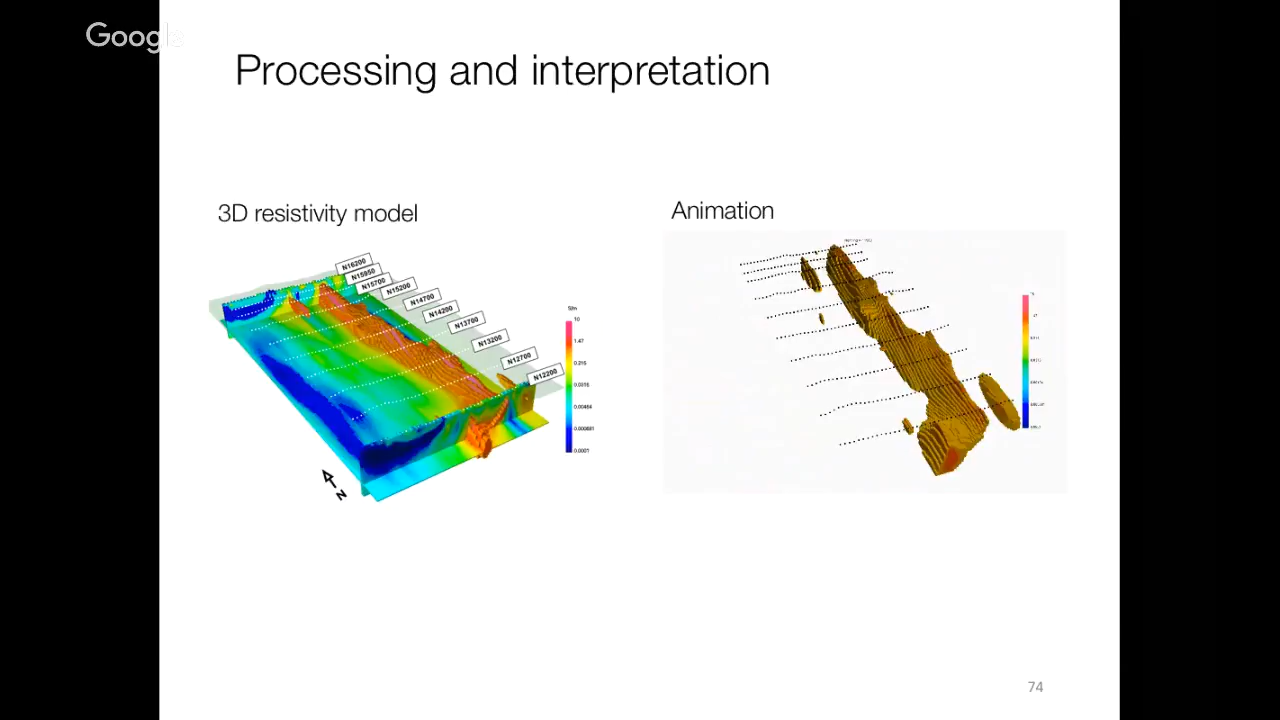 Google
Processing and interpretation
3D resistivity model
Animation
N16200
N15950
N15700
N15200
N14700
N14200
N13700
N13200
N12700
N12200
S/m
10
1.47
0.215
0.0316
0.00464
0.000681
0.0001
N
74